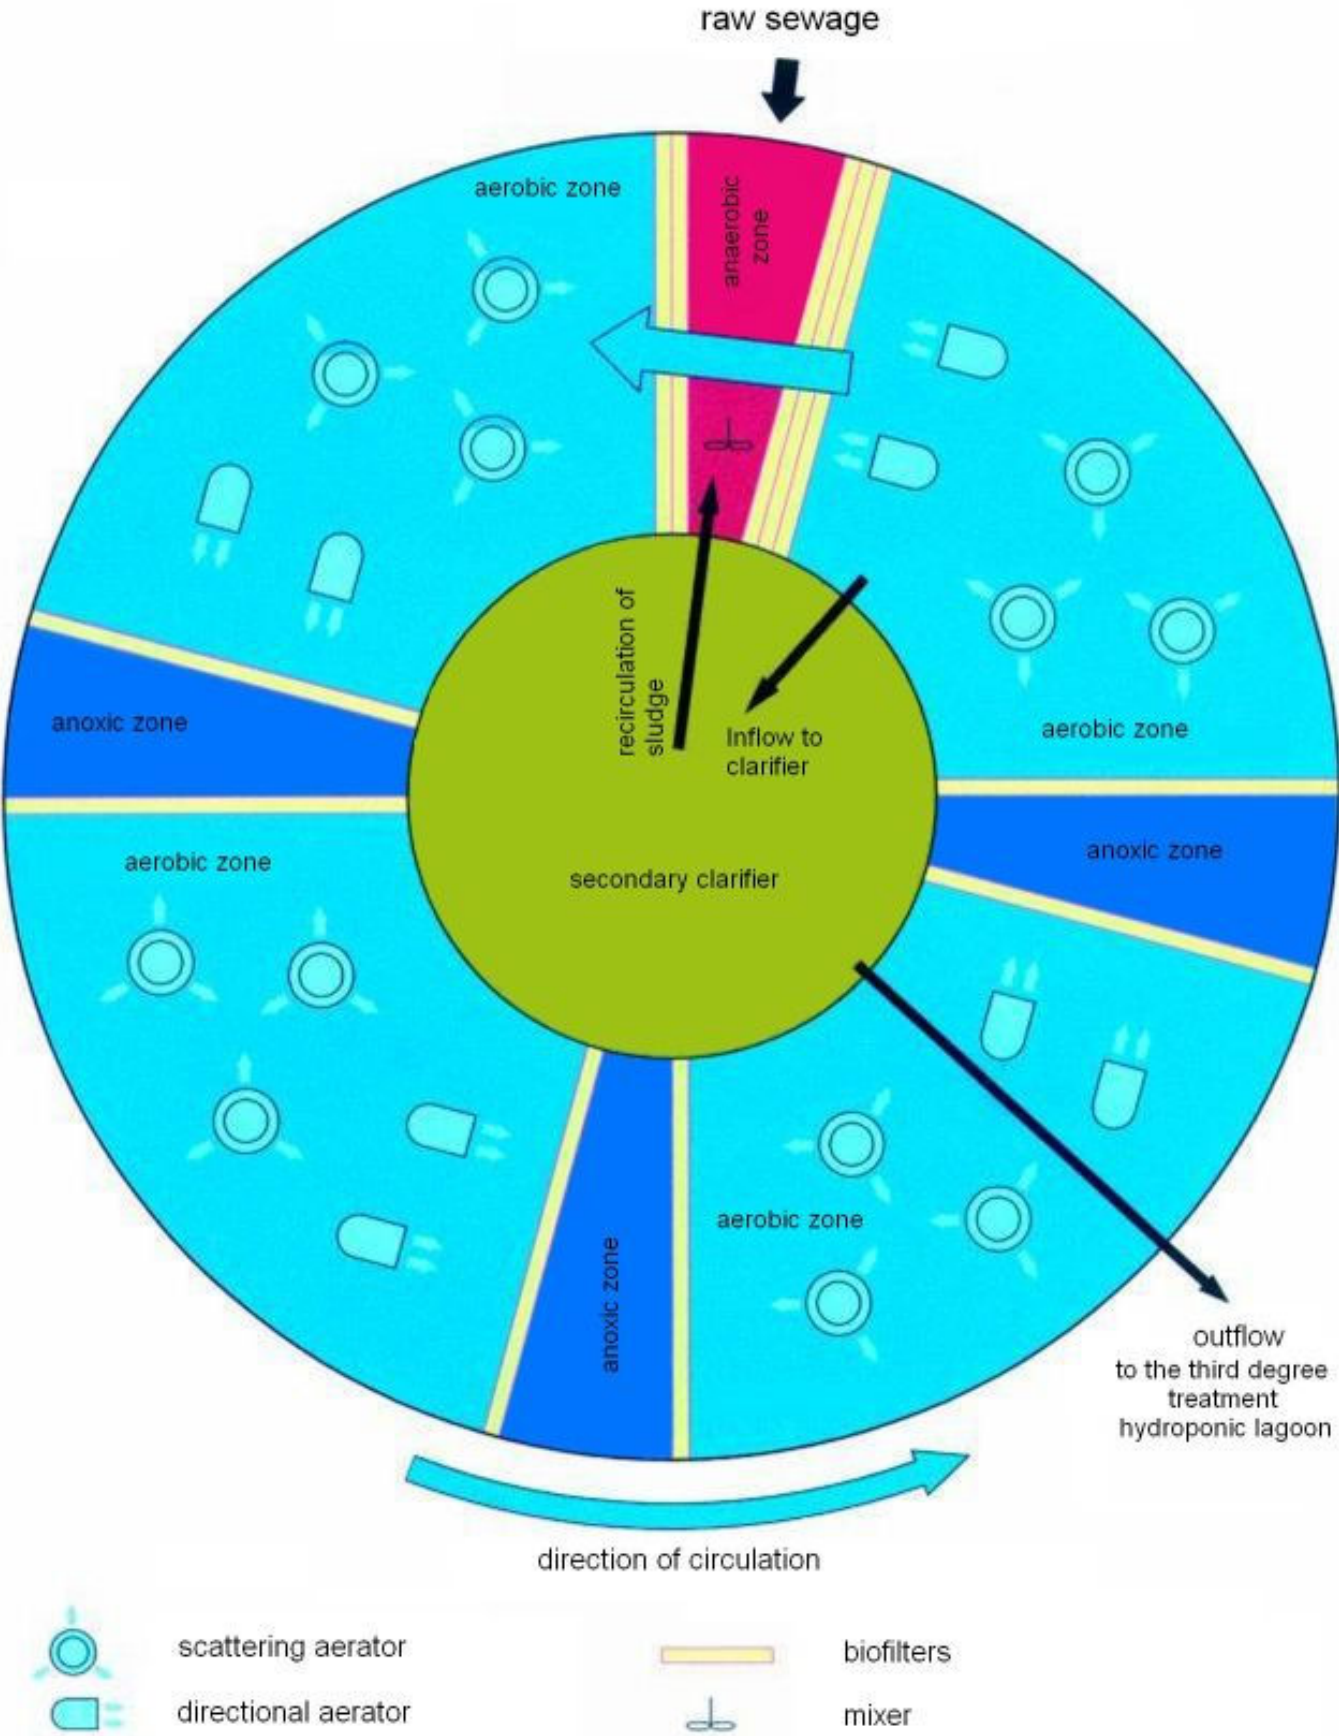 raw sewage
aerobic zone
anaerobic
zone
recirculation of
sludge
Inflow to
clarifier
anoxic zone
aerobic zone
aerobic zone
anoxic zone
secondary clarifier
aerobic zone
anoxic zone
outflow
to the third degree
treatment
hydroponic lagoon
direction of circulation
scattering aerator
biofilters
directional aerator
mixer